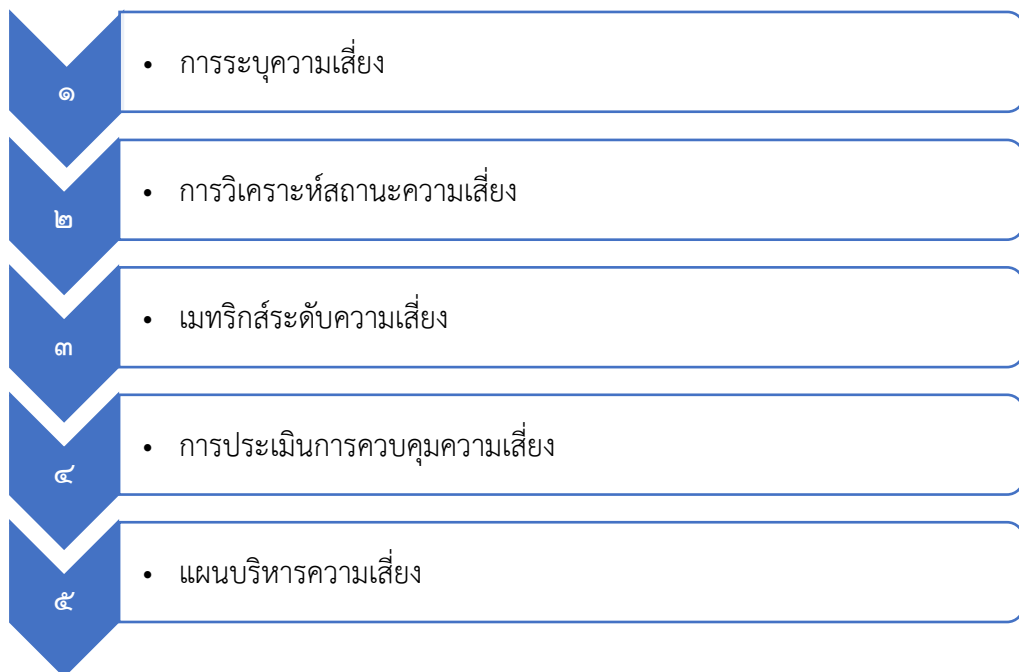 ๑
• การระบุความเสี่ยง
๒
• การวิเคราะห์สถานะความเสี่ยง
๓
• เมทริกส์ระดับความเสี่ยง
๔
• การประเมินการควบคุมความเสี่ยง
๕
• แผนบริหารความเสี่ยง